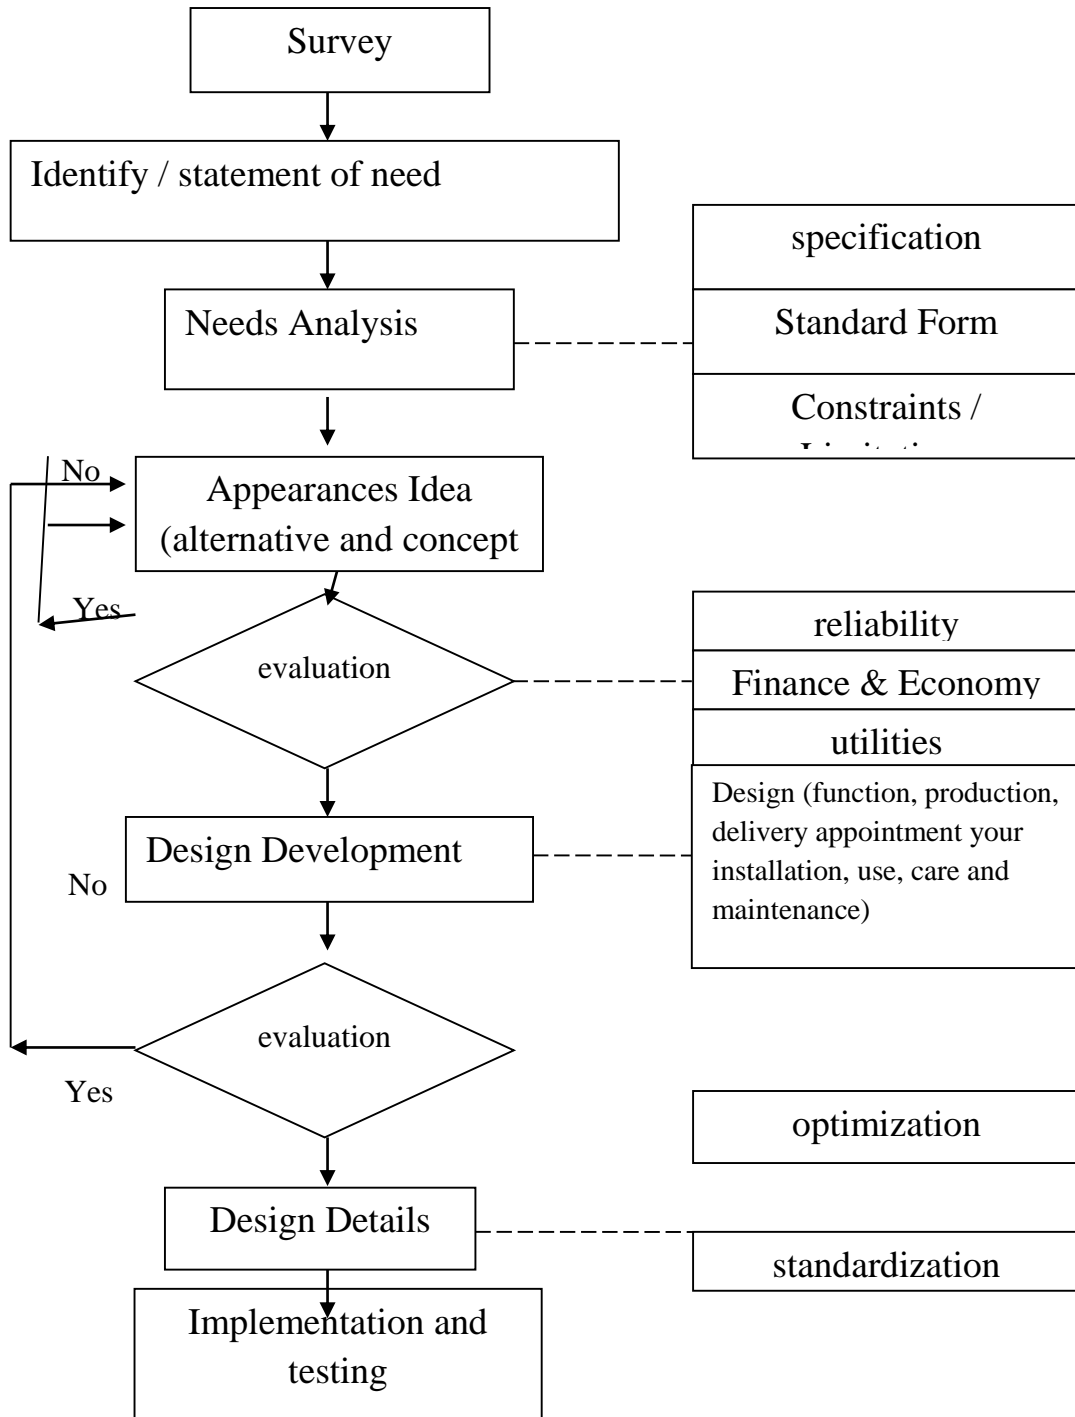 Survey
Identify / statement of need
specification
Needs Analysis
Standard Form
Constraints /
No
Appearances Idea
(alternative and concept
Yes
evaluation
reliability
Finance & Economy
utilities
Design Development
Design (function, production,
delivery appointment your
installation, use, care and
maintenance)
No
evaluation
Yes
optimization
Design Details
standardization
Implementation and
testing